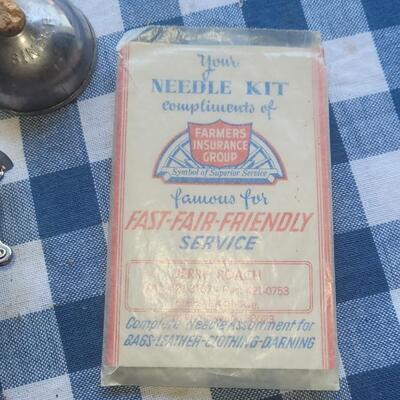 Your
NEEDLE KIT
compliments of
FARMERS
INSURANCE
GROUP
Symbol of Superior Service
famous for
FAST-FAIR-FRIENDLY
SERVICE
JERRY ROACH
Complete Needle Assortment for
BAGS-LEATHER-CLOTHING-DARNING